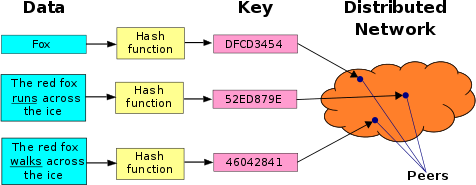 Data
Key
Distributed
Network
Fox
Hash
function
DFCD3454
The red fox
runs across
the ice
Hash
function
52ED879E
The red fox
walks across
the ice
Hash
function
46042841
Peers